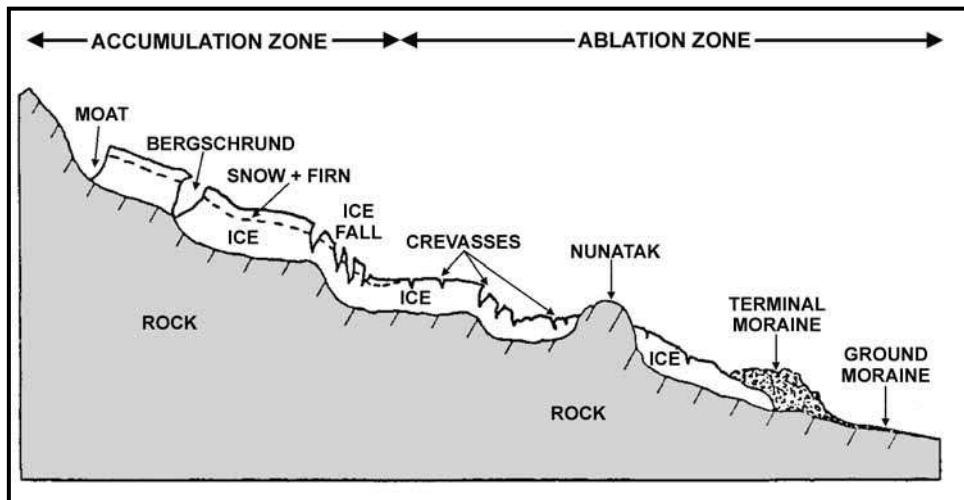 ACCUMULATION ZONE
ABLATION ZONE
MOAT
BERGSCHRUND
SNOW + FIRN
ICE
FALL
ICE
CREVASSES
NUNATAK
ICE
TERMINAL
MORAINE
ICE
GROUND
MORAINE
ROCK
ROCK